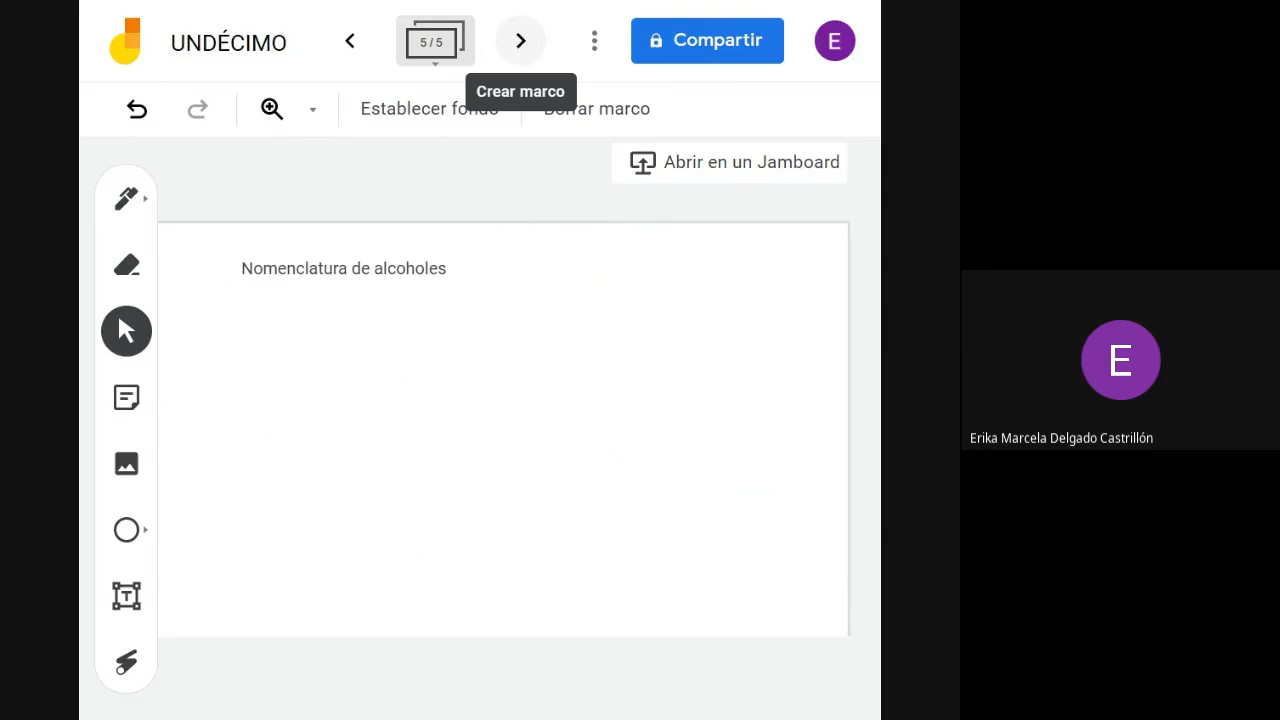 UNDÉCIMO
5 / 5
Compartir
E
Crear marco
Establecer fondo
Borrar marco
Abrir en un Jamboard
Nomenclatura de alcoholes
T
E
Erika Marcela Delgado Castrillón